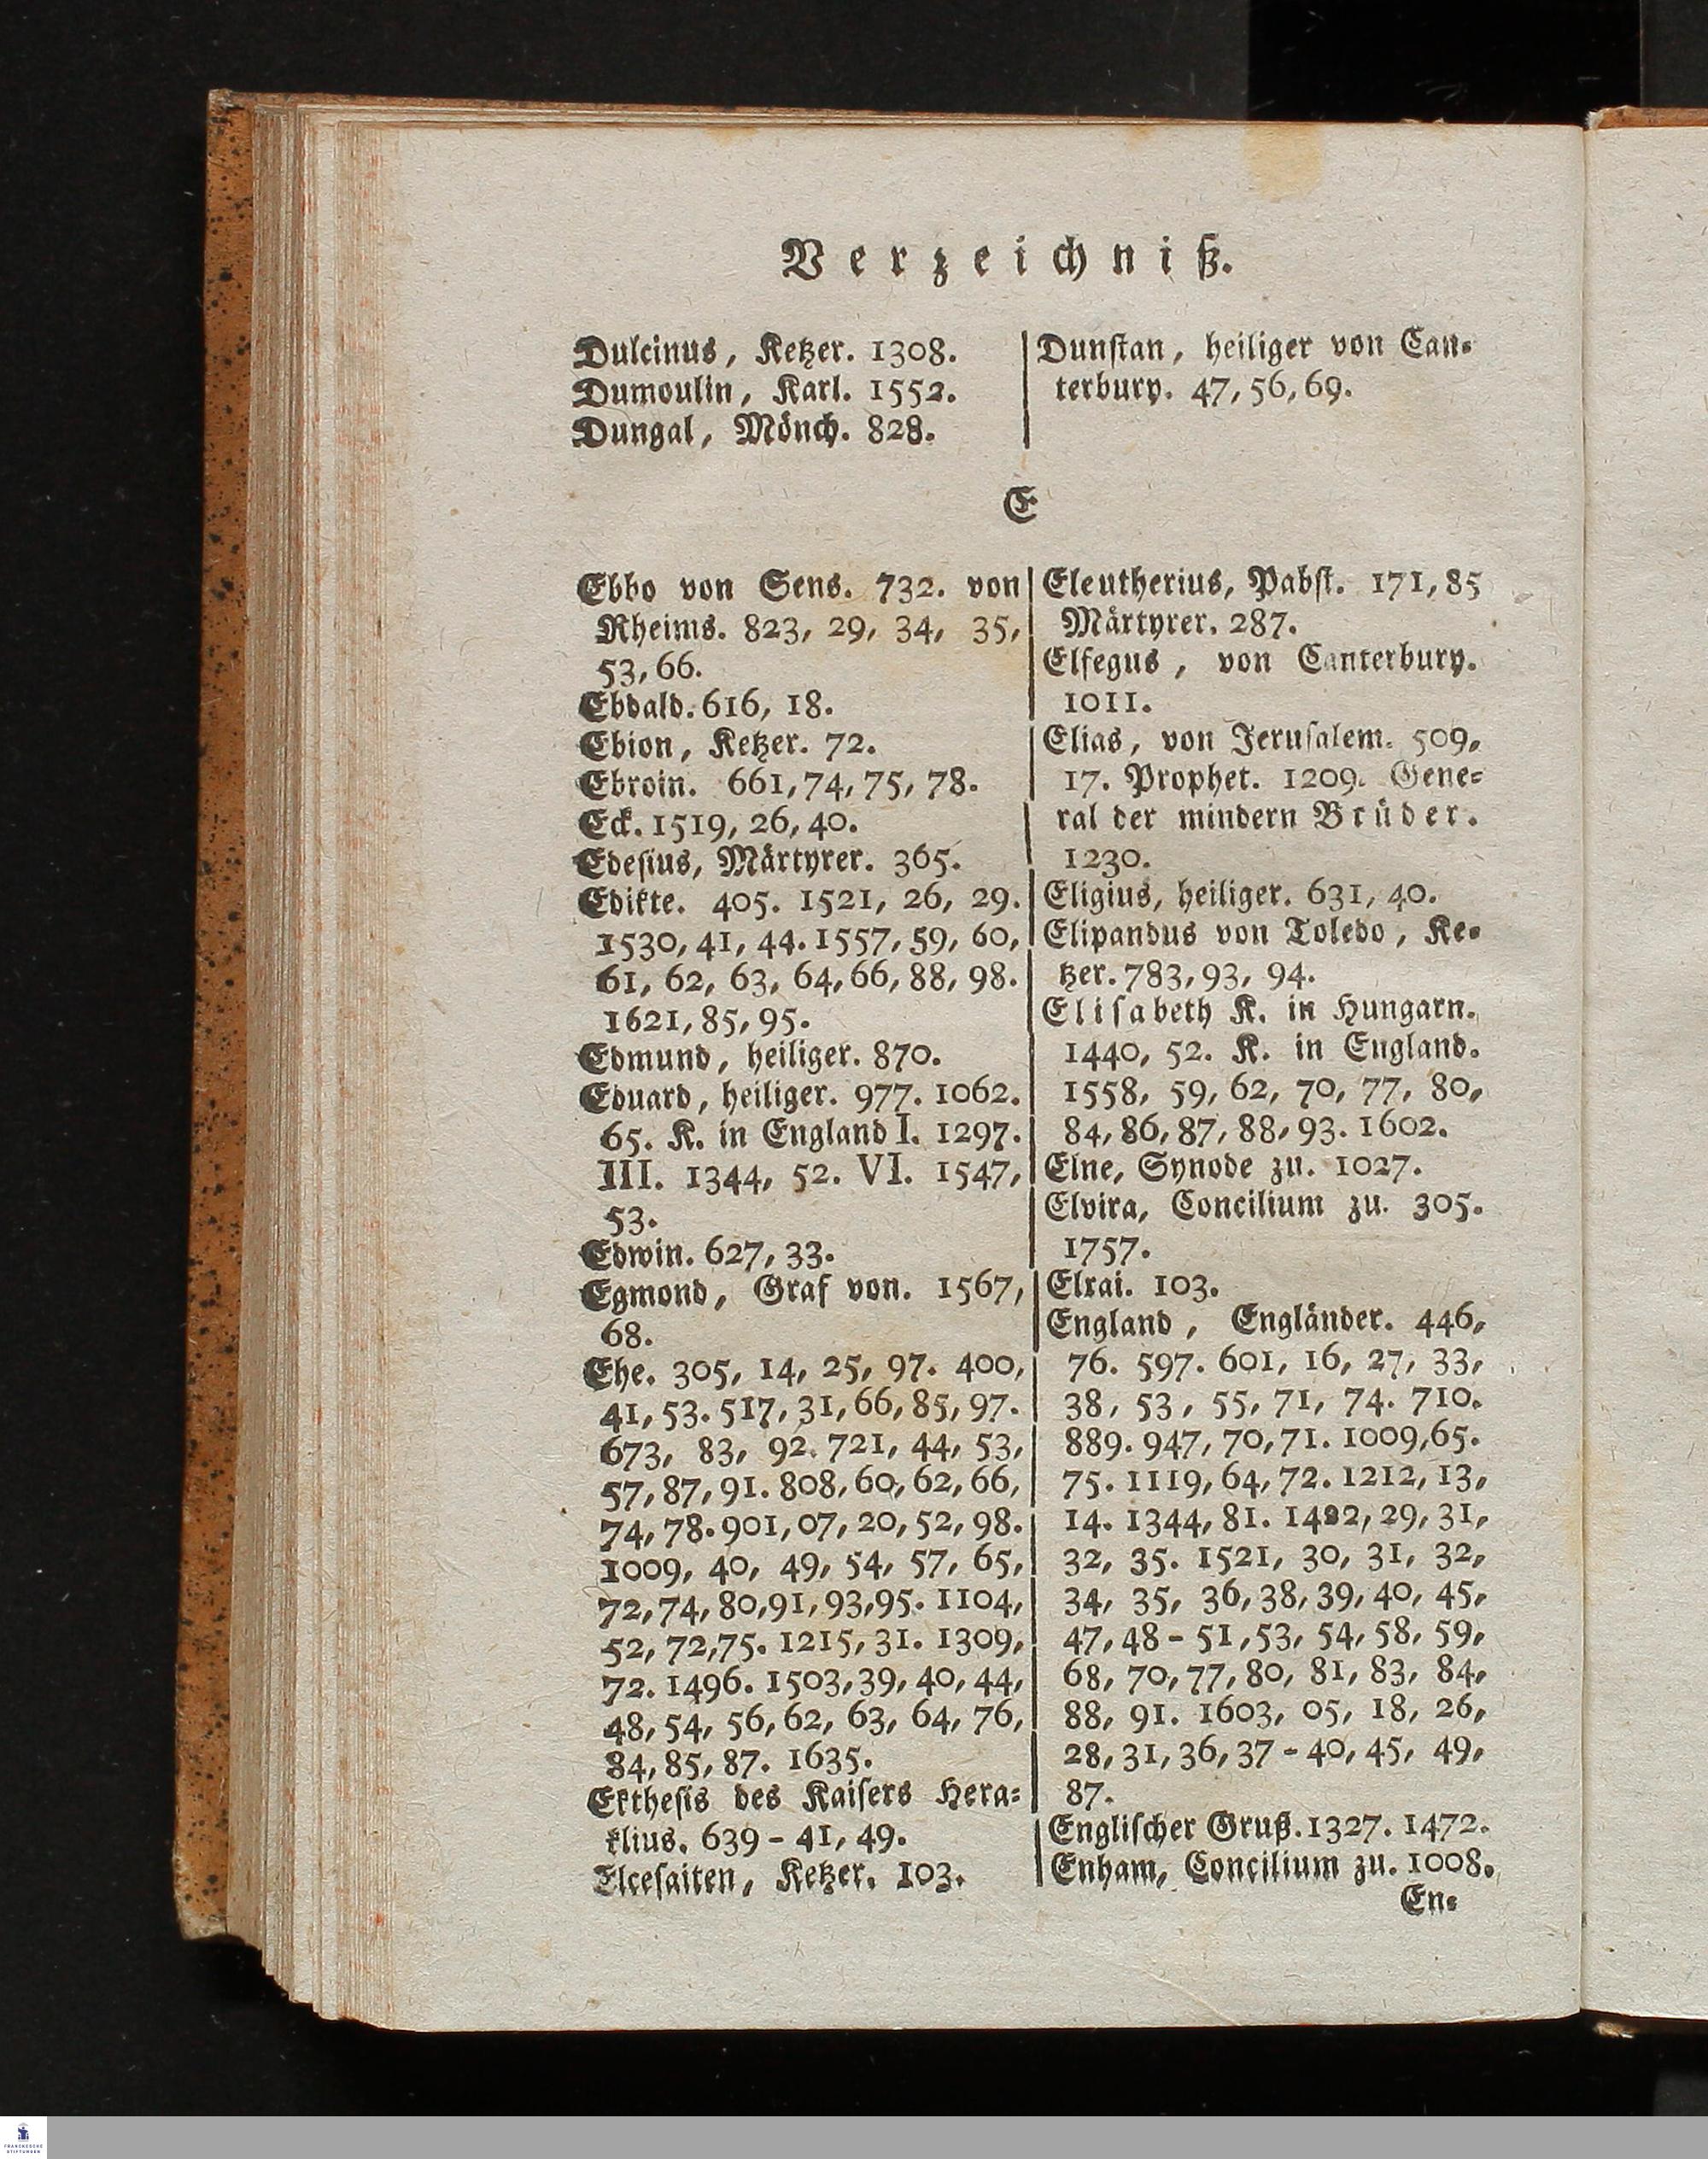 Verzeichniß.
Dulcinus, Ketzer. 1308.
Dumoulin, Karl. 1552.
Dungal, Mönch. 828.
Dunstan, heiliger von Can-
terbury. 47, 56, 69.
E
Ebbo von Sens. 732. von
Rheims. 823, 29, 34, 35,
53, 66.
Ebdald. 616, 18.
Ebion, Ketzer. 72.
Ebroin. 661, 74, 75, 78.
Eck. 1519, 26, 40.
Edesius, Märtyrer. 365.
Edikte. 405. 1521, 26, 29.
1530, 41, 44. 1557, 59, 60,
61, 62, 63, 64, 66, 88, 98.
1621, 85, 95.
Edmund, heiliger. 870.
Eduard, heiliger. 977. 1062.
65. K. in England I. 1297.
III. 1344, 52. VI. 1547,
53.
Edwin. 627, 33.
Egmond, Graf von. 1567,
68.
Ehe. 305, 14, 25, 97. 400,
41, 53. 517, 31, 66, 85, 97.
673, 83, 92. 721, 44, 53,
57, 87, 91. 808, 60, 62, 66,
74, 78. 901, 07, 20, 52, 98.
1009, 40, 49, 54, 57, 65,
72, 74, 80, 91, 93, 95. 1104,
52, 72, 75. 1215, 31. 1309,
72. 1496. 1503, 39, 40, 44,
48, 54, 56, 62, 63, 64, 76,
84, 85, 87. 1635.
Ekthesis des Kaisers Hera-
klius. 639 - 41, 49.
Elcesaiten, Ketzer. 103.
Eleutherius, Pabst. 171, 85
Märtyrer. 287.
Elfegus, von Canterbury.
1011.
Elias, von Jerusalem. 509,
17. Prophet. 1209. Gene-
ral der mindern Brüder.
1230.
Eligius, heiliger. 631, 40.
Elipandus von Toledo, Ke-
tzer. 783, 93, 94.
Elisabeth K. in Hungarn.
1440, 52. K. in England.
1558, 59, 62, 70, 77, 80,
84, 86, 87, 88, 93. 1602.
Elne, Synode zu. 1027.
Elvira, Concilium zu. 305.
1757.
Elxai. 103.
England, Engländer. 446,
76. 597. 601, 16, 27, 33,
38, 53, 55, 71, 74. 710.
889. 947, 70, 71. 1009, 65.
75. 1119, 64, 72. 1212, 13,
14. 1344, 81. 29, 31,
32, 35. 1521, 30, 31, 32,
34, 35, 36, 38, 39, 40, 45,
47, 48 - 51, 53, 54, 58, 59,
68, 70, 77, 80, 81, 83, 84,
88, 91. 1603, 05, 18, 26,
28, 31, 36, 37 - 40, 45, 49,
87.
Englischer Gruß. 1327. 1472.
Enham, Concilium zu. 1008.
En-
FRANCKESCHE
STIFTUNGEN